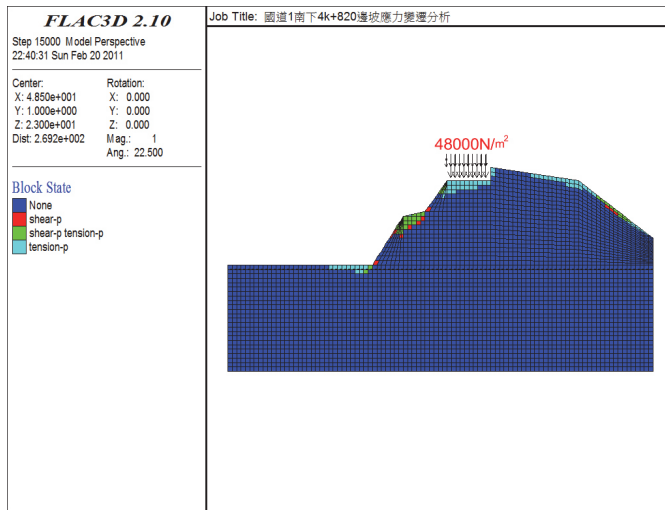 FLAC3D 2.10
Step 15000 Model Perspective
22:40:31 Sun Feb 20 2011
Center:
X: 4.850e+001
Y: 1.000e+000
Z: 2.300e+001
Dist: 2.692e+002
Rotation:
X: 0.000
Y: 0.000
Z: 0.000
Mag.: 1
Ang.: 22.500
Block State
None
shear-p
shear-p tension-p
tension-p
Job Title: 國道1南下4k+820邊坡應力變遷分析
48000N/m²